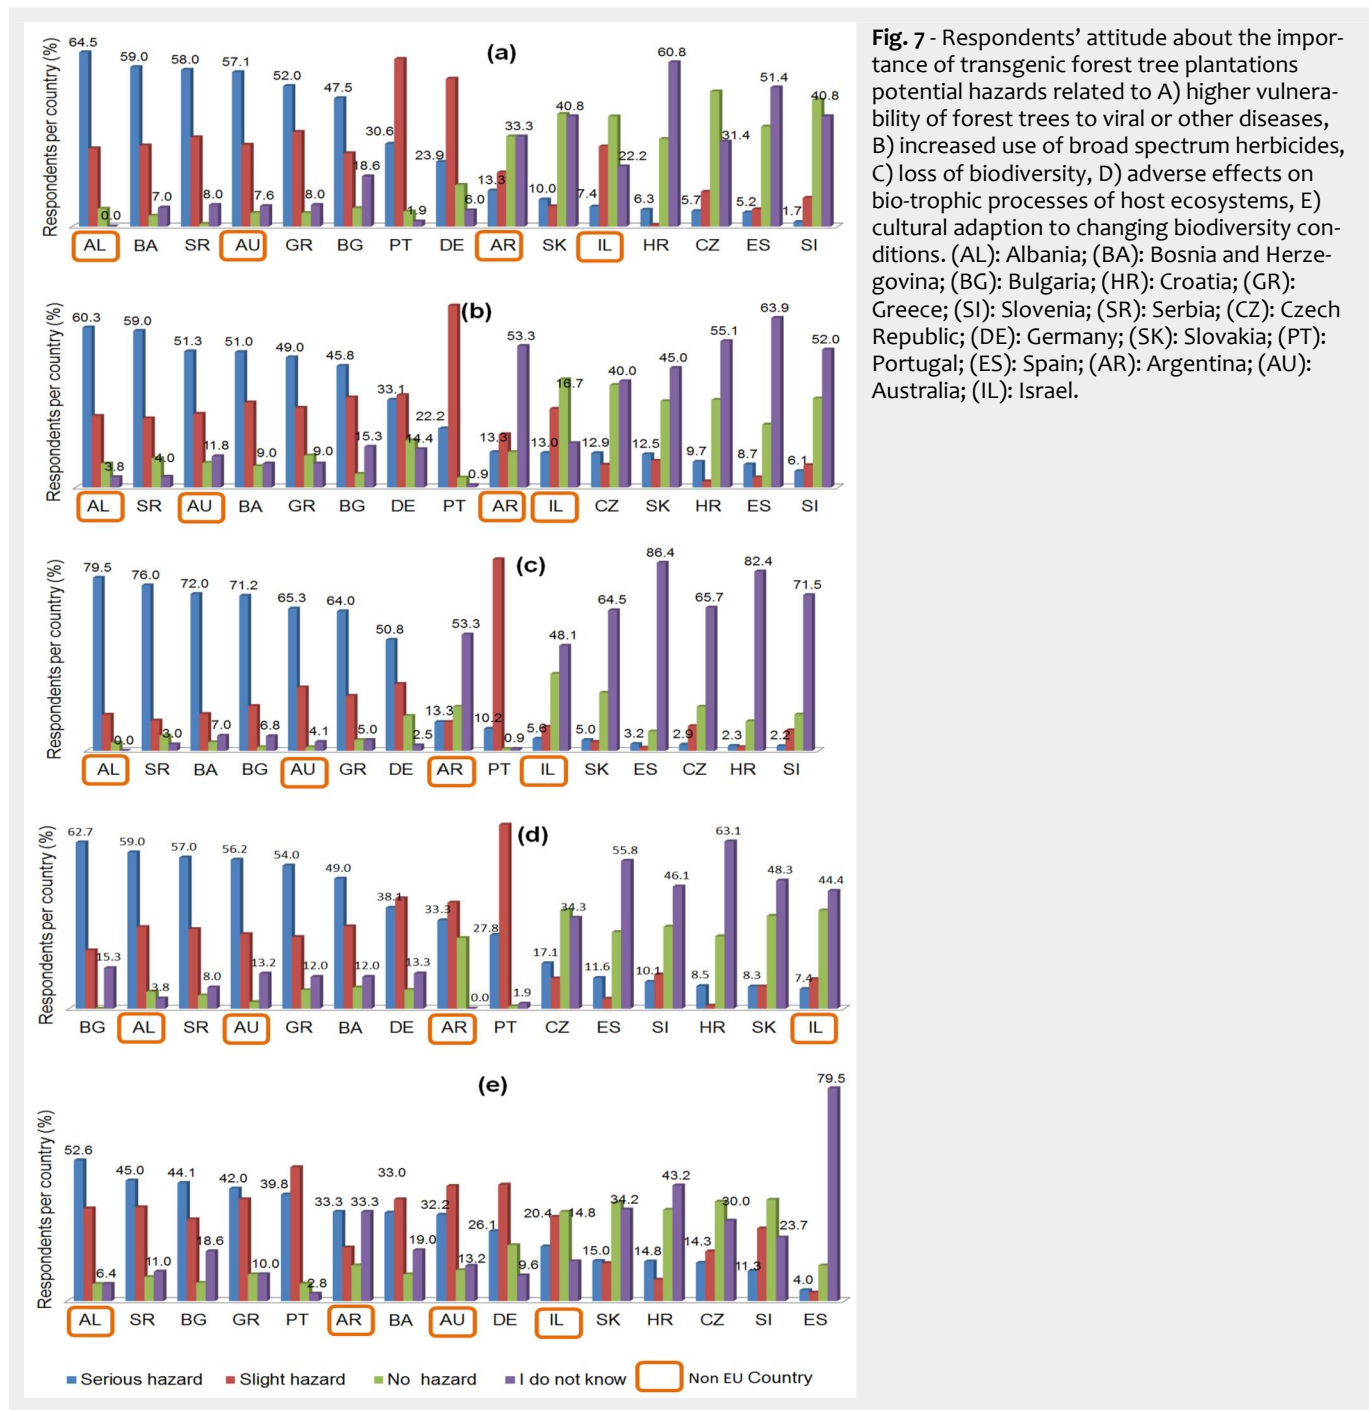 Fig. 7 - Respondents' attitude about the impor-
tance of transgenic forest tree plantations
potential hazards related to A) higher vulnera-
bility of forest trees to viral or other diseases,
B) increased use of broad spectrum herbicides,
C) loss of biodiversity, D) adverse effects on
bio-trophic processes of host ecosystems, E)
cultural adaption to changing biodiversity con-
ditions. (AL): Albania; (BA): Bosnia and Herze-
govina; (BG): Bulgaria; (HR): Croatia; (GR):
Greece; (SI): Slovenia; (SR): Serbia; (CZ): Czech
Republic; (DE): Germany; (SK): Slovakia; (PT):
Portugal; (ES): Spain; (AR): Argentina; (AU):
Australia; (IL): Israel.
(a)
Respondents per country (%)
64.5 0.0 59.0 7.0 58.0 8.0 57.1 7.6 52.0 8.0 47.5 18.6 30.6 1.9 23.9 6.0 13.3 33.3 10.0 40.8 7.4 22.2 6.3 60.8 5.7 31.4 5.2 51.4 1.7 40.8
AL BA SR AU GR BG PT DE AR SK IL HR CZ ES SI
(b)
Respondents per country (%)
60.3 3.8 59.0 4.0 51.3 11.8 51.0 9.0 49.0 9.0 45.8 15.3 33.1 14.4 22.2 0.9 13.3 53.3 13.0 16.7 12.9 40.0 12.5 45.0 9.7 55.1 8.7 63.9 6.1 52.0
AL SR AU BA GR BG DE PT AR IL CZ SK HR ES SI
(c)
Respondents per country (%)
79.5 0.0 76.0 3.0 72.0 7.0 71.2 6.8 65.3 4.1 64.0 5.0 50.8 2.5 13.3 53.3 10.2 0.9 5.6 48.1 5.0 64.5 3.2 86.4 2.9 65.7 2.3 82.4 2.2 71.5
AL SR BA BG AU GR DE AR PT IL SK ES CZ HR SI
(d)
Respondents per country (%)
62.7 15.3 59.0 3.8 57.0 8.0 56.2 13.2 54.0 12.0 49.0 12.0 38.1 13.3 33.3 0.0 27.8 1.9 17.1 34.3 11.6 55.8 10.1 46.1 8.5 63.1 8.3 48.3 7.4 44.4
BG AL SR AU GR BA DE AR PT CZ ES SI HR SK IL
(e)
Respondents per country (%)
52.6 6.4 45.0 11.0 44.1 18.6 42.0 10.0 39.8 2.8 33.3 33.3 33.0 19.0 32.2 13.2 26.1 9.6 20.4 14.8 15.0 34.2 14.8 43.2 14.3 30.0 11.3 23.7 4.0 79.5
AL SR BG GR PT AR BA AU DE IL SK HR CZ SI ES
Serious hazard Slight hazard No hazard I do not know Non EU Country